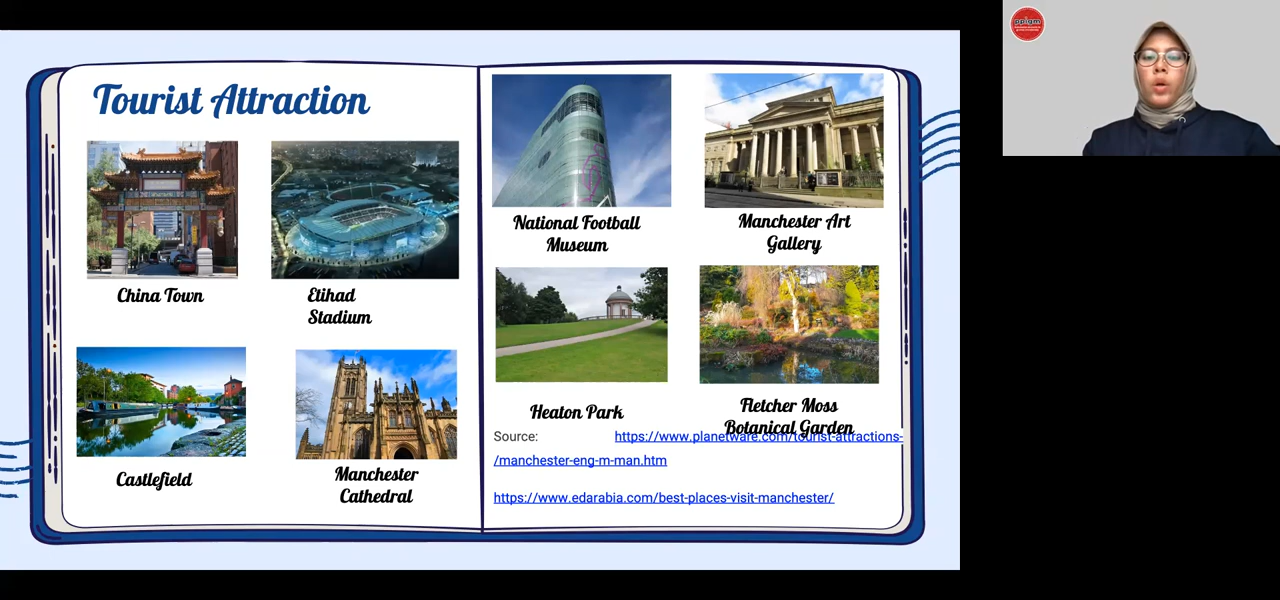 Tourist Attraction
China Town
Etihad
Stadium
Castlefield
Manchester
Cathedral
National Football
Museum
Manchester Art
Gallery
Heaton Park
Fletcher Moss
Botanical Garden
Source: https://www.planetware.com/tourist-attractions-
/manchester-eng-m-man.htm
https://www.edarabia.com/best-places-visit-manchester/
ppigm